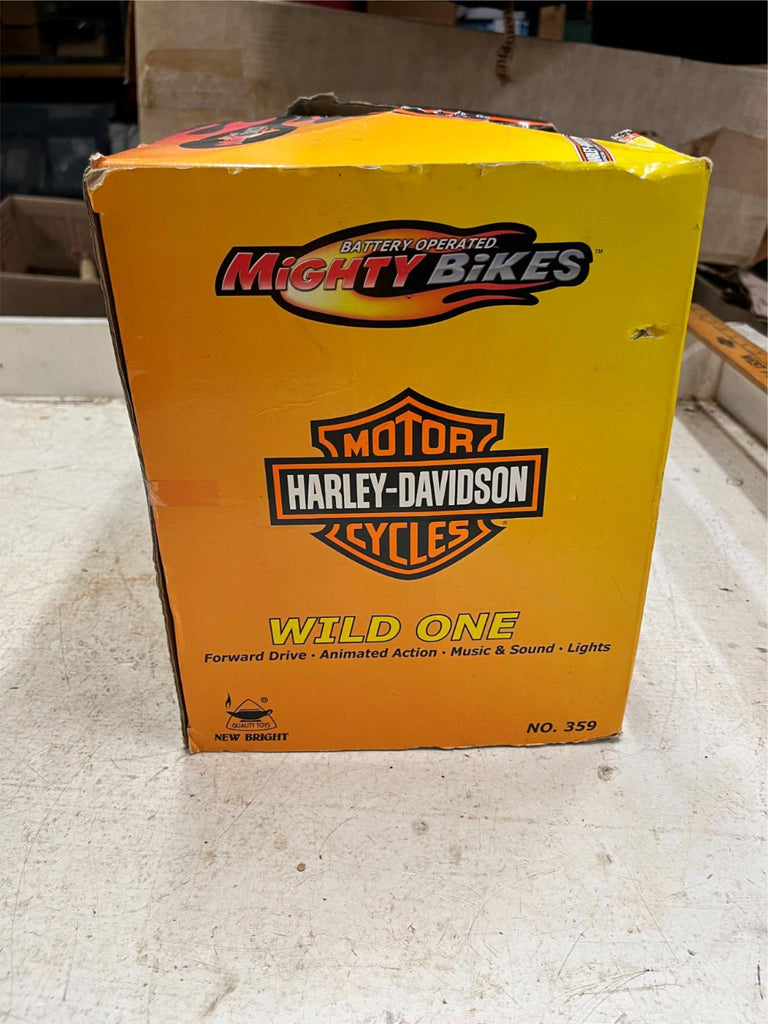 BATTERY OPERATED
MiGHTY BiKES™
MOTOR
HARLEY-DAVIDSON
CYCLES®
WILD ONE
Forward Drive · Animated Action · Music & Sound · Lights
®
QUALITY TOYS
NEW BRIGHT
NO. 359